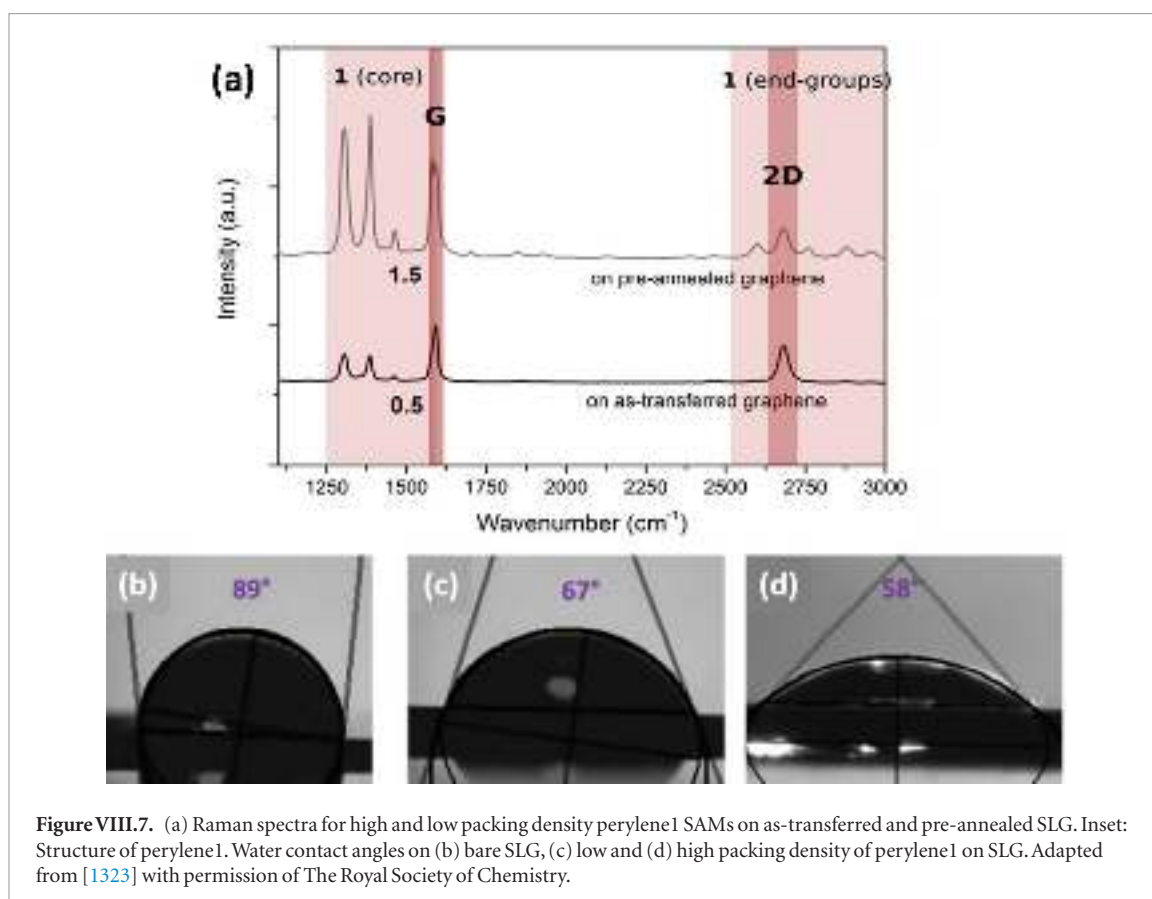 (a)
1 (core)
1 (end-groups)
G
2D
1.5
on pre-annealed graphene
0.5
on as-transferred graphene
Intensity (a.u.)
1250 1500 1750 2000 2250 2500 2750 3000
Wavenumber (cm⁻¹)
(b) 89° (c) 67° (d) 58°
Figure VIII.7. (a) Raman spectra for high and low packing density perylene1 SAMs on as-transferred and pre-annealed SLG. Inset:
Structure of perylene1. Water contact angles on (b) bare SLG, (c) low and (d) high packing density of perylene1 on SLG. Adapted
from [1323] with permission of The Royal Society of Chemistry.